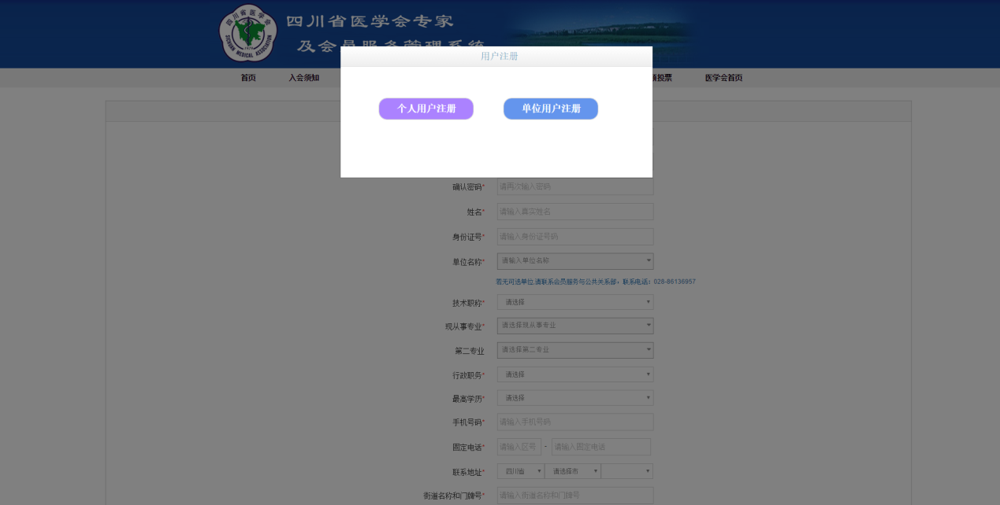 四川省医学会
SICHUAN MEDICAL ASSOCIATION
四川省医学会专家
及会员服务管理系统
用户注册
首页 入会须知 投票 医学会首页
个人用户注册 单位用户注册
确认密码* 请再次输入密码
姓名* 请输入真实姓名
身份证号* 请输入身份证号码
单位名称* 请输入单位名称
若无可选单位,请联系会员服务与公共关系部，联系电话：028-86136957
技术职称* 请选择
现从事专业* 请选择现从事专业
第二专业 请选择第二专业
行政职务* 请选择
最高学历* 请选择
手机号码* 请输入手机号码
固定电话* 请输入区号 - 请输入固定电话
联系地址* 四川省 请选择市
街道名称和门牌号* 请输入街道名称和门牌号